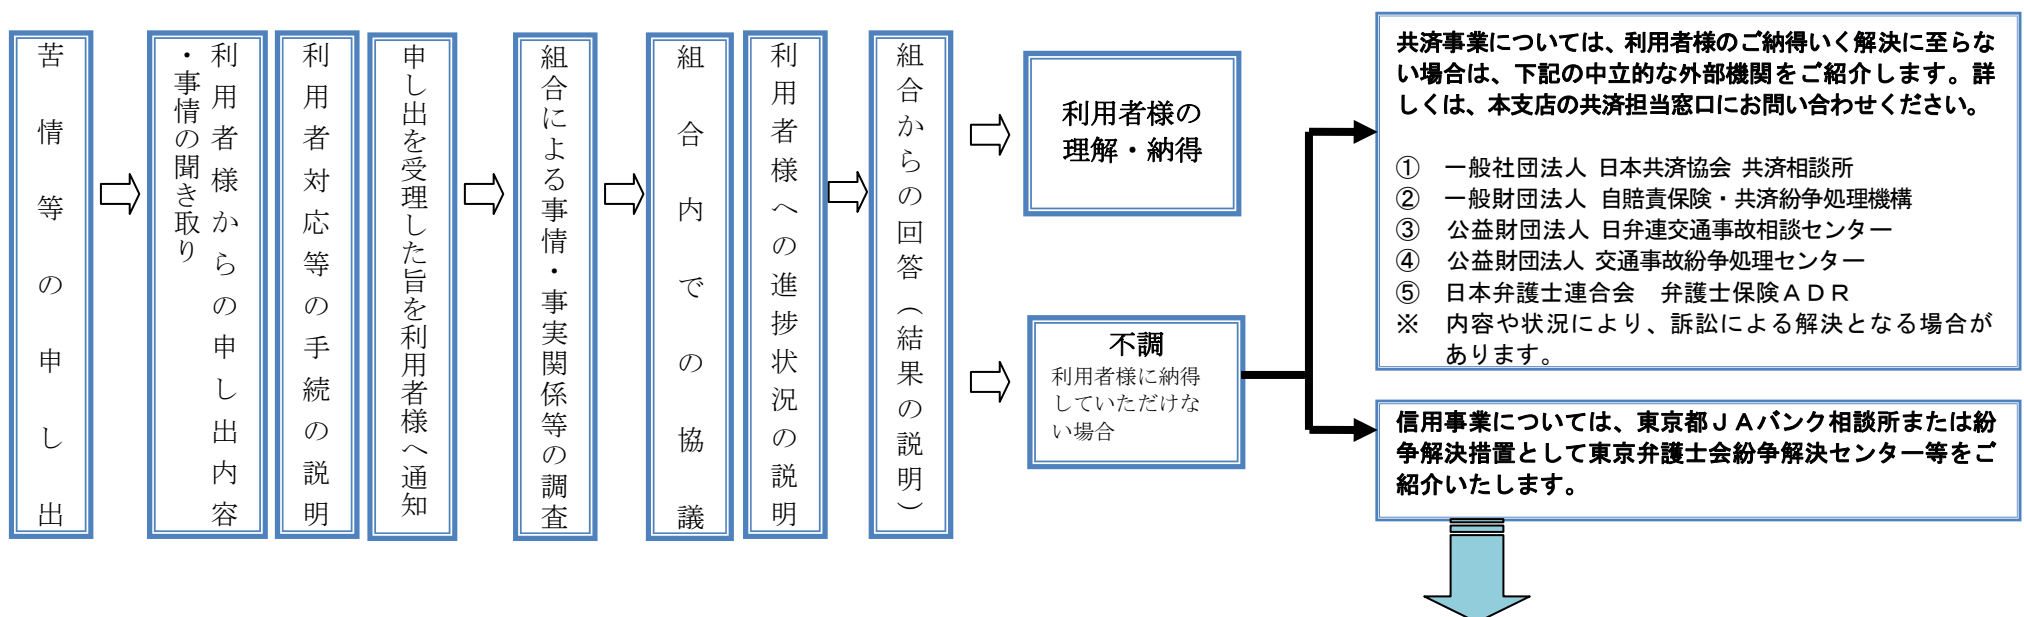 苦情等の申し出
利用者様からの申し出内容
・事情の聞き取り
利用者対応等の手続の説明
申し出を受理した旨を利用者様へ通知
組合による事情・事実関係等の調査
組合内での協議
利用者様への進捗状況の説明
組合からの回答（結果の説明）
利用者様の
理解・納得
不調
利用者様に納得
していただけな
い場合
共済事業については、利用者様のご納得いく解決に至らな
い場合は、下記の中立的な外部機関をご紹介します。詳
しくは、本支店の共済担当窓口にお問い合わせください。
① 一般社団法人 日本共済協会 共済相談所
② 一般財団法人 自賠責保険・共済紛争処理機構
③ 公益財団法人 日弁連交通事故相談センター
④ 公益財団法人 交通事故紛争処理センター
⑤ 日本弁護士連合会　弁護士保険ＡＤＲ
※ 内容や状況により、訴訟による解決となる場合が
あります。
信用事業については、東京都ＪＡバンク相談所または紛
争解決措置として東京弁護士会紛争解決センター等をご
紹介いたします。